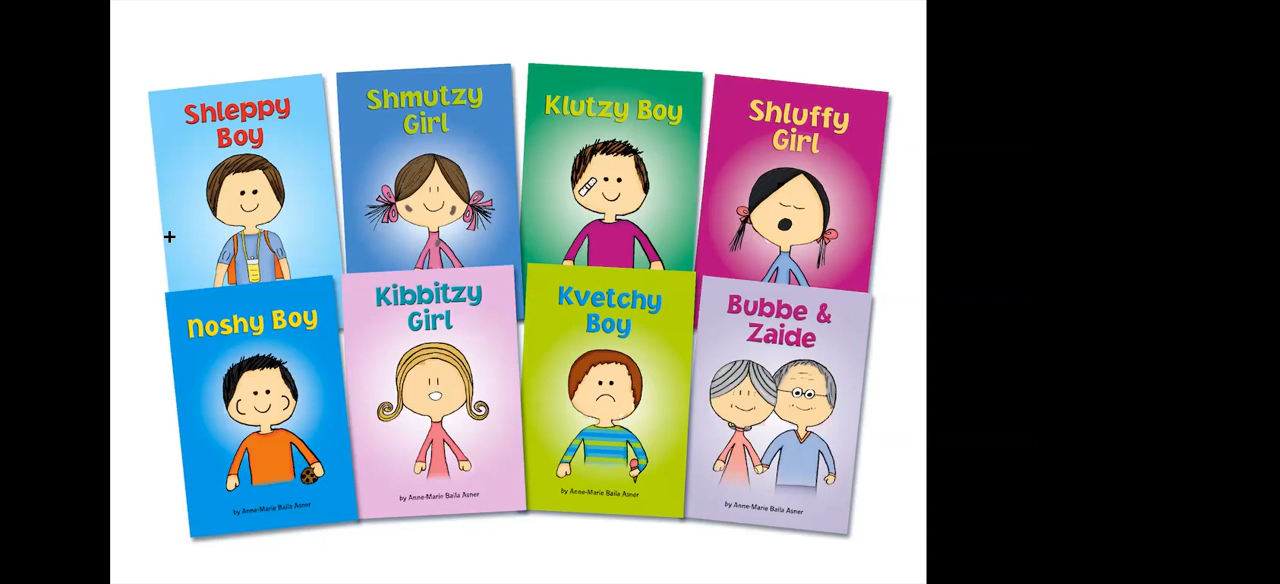 Shleppy
Boy
Shmutzy
Girl
Klutzy Boy
Shluffy
Girl
Noshy Boy
by Anne-Marie Baila Asner
Kibbitzy
Girl
by Anne-Marie Baila Asner
Kvetchy
Boy
by Anne-Marie Baila Asner
Bubbe &
Zaide
by Anne-Marie Baila Asner